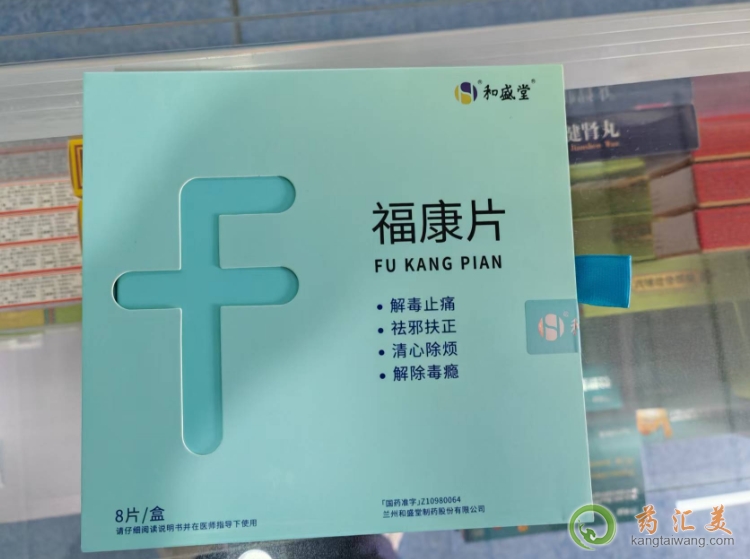 和盛堂
健肾丸
福康片
FU KANG PIAN
• 解毒止痛
• 祛邪扶正
• 清心除烦
• 解除毒瘾
8片/盒
请仔细阅读说明书并在医师指导下使用
「国药准字」Z10980064
兰州和盛堂制药股份有限公司
药汇美
kangtaiwang.com